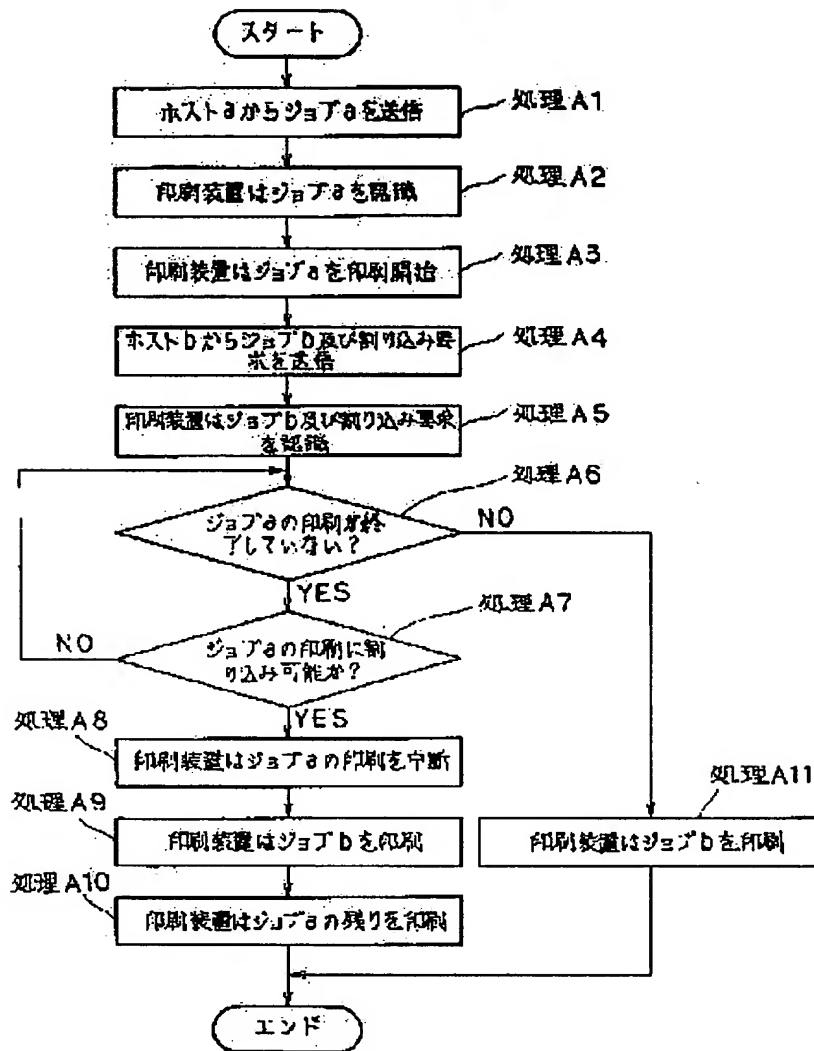 スタート
ホストaからジョブaを送信
処理A1
印刷装置はジョブaを認識
処理A2
印刷装置はジョブaを印刷開始
処理A3
ホストbからジョブb及び割り込み要
求を送信
処理A4
印刷装置はジョブb及び割り込み要求
を認識
処理A5
処理A6
ジョブaの印刷が終
了していない?
NO
YES
処理A7
NO
ジョブaの印刷に割
り込み可能か?
YES
処理A8
印刷装置はジョブaの印刷を中断
処理A9
処理A11
印刷装置はジョブbを印刷
印刷装置はジョブbを印刷
処理A10
印刷装置はジョブaの残りを印刷
エンド